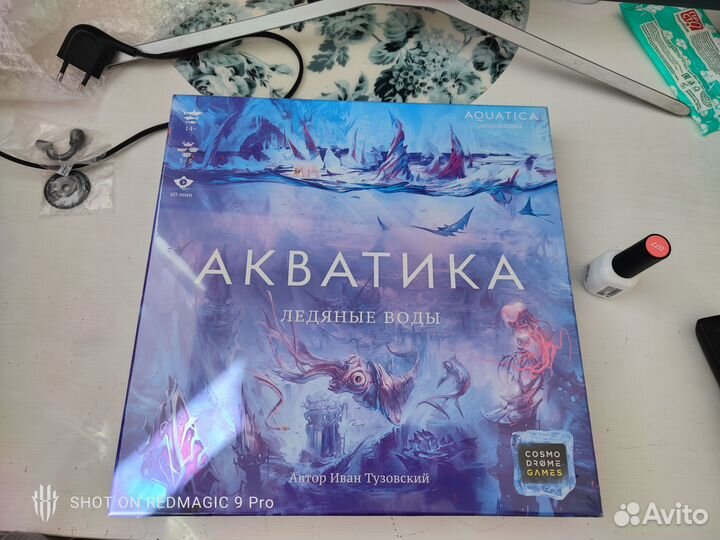 AQUATICA
дополнение
14+
60 мин
АКВАТИКА
ЛЕДЯНЫЕ ВОДЫ
077
Автор Иван Тузовский
COSMO
DROME
GAMES
SHOT ON REDMAGIC 9 Pro
Avito